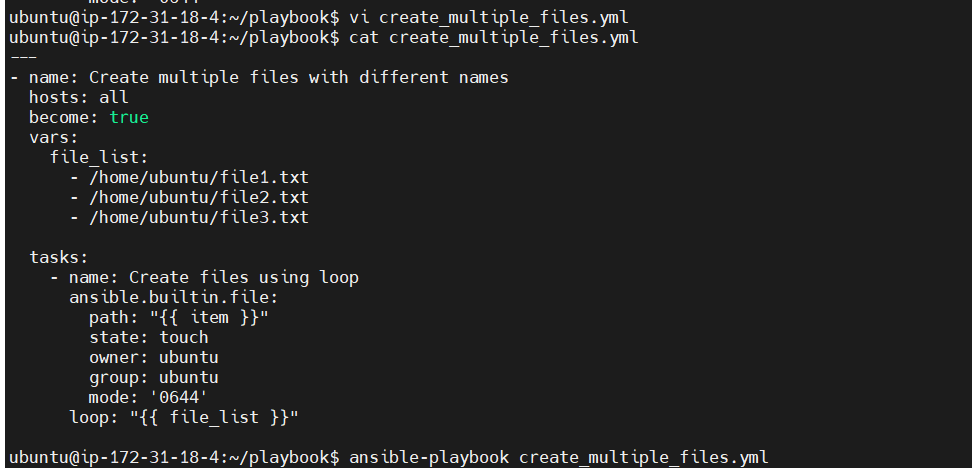 mode: '0644'
ubuntu@ip-172-31-18-4:~/playbook$ vi create_multiple_files.yml
ubuntu@ip-172-31-18-4:~/playbook$ cat create_multiple_files.yml
---
- name: Create multiple files with different names
  hosts: all
  become: true
  vars:
    file_list:
      - /home/ubuntu/file1.txt
      - /home/ubuntu/file2.txt
      - /home/ubuntu/file3.txt

  tasks:
    - name: Create files using loop
      ansible.builtin.file:
        path: "{{ item }}"
        state: touch
        owner: ubuntu
        group: ubuntu
        mode: '0644'
      loop: "{{ file_list }}"

ubuntu@ip-172-31-18-4:~/playbook$ ansible-playbook create_multiple_files.yml